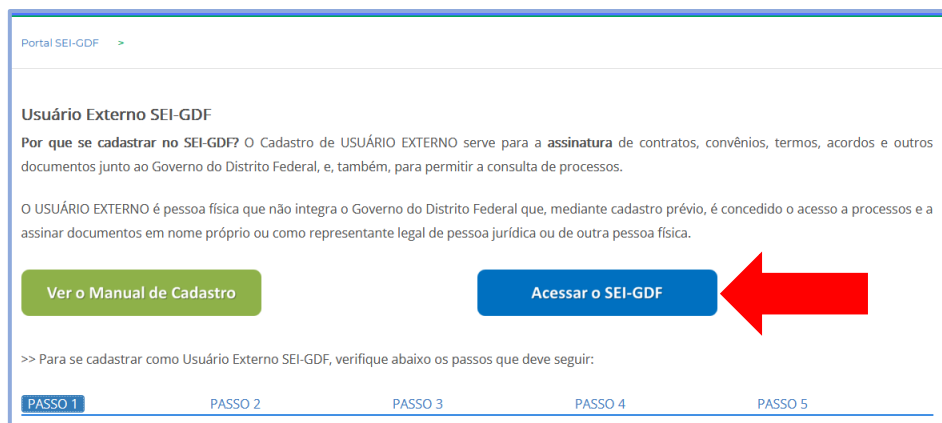 Portal SEI-GDF >
Usuário Externo SEI-GDF
Por que se cadastrar no SEI-GDF? O Cadastro de USUÁRIO EXTERNO serve para a assinatura de contratos, convênios, termos, acordos e outros
documentos junto ao Governo do Distrito Federal, e, também, para permitir a consulta de processos.
O USUÁRIO EXTERNO é pessoa física que não integra o Governo do Distrito Federal que, mediante cadastro prévio, é concedido o acesso a processos e a
assinar documentos em nome próprio ou como representante legal de pessoa jurídica ou de outra pessoa física.
Ver o Manual de Cadastro Acessar o SEI-GDF
>> Para se cadastrar como Usuário Externo SEI-GDF, verifique abaixo os passos que deve seguir:
PASSO 1 PASSO 2 PASSO 3 PASSO 4 PASSO 5